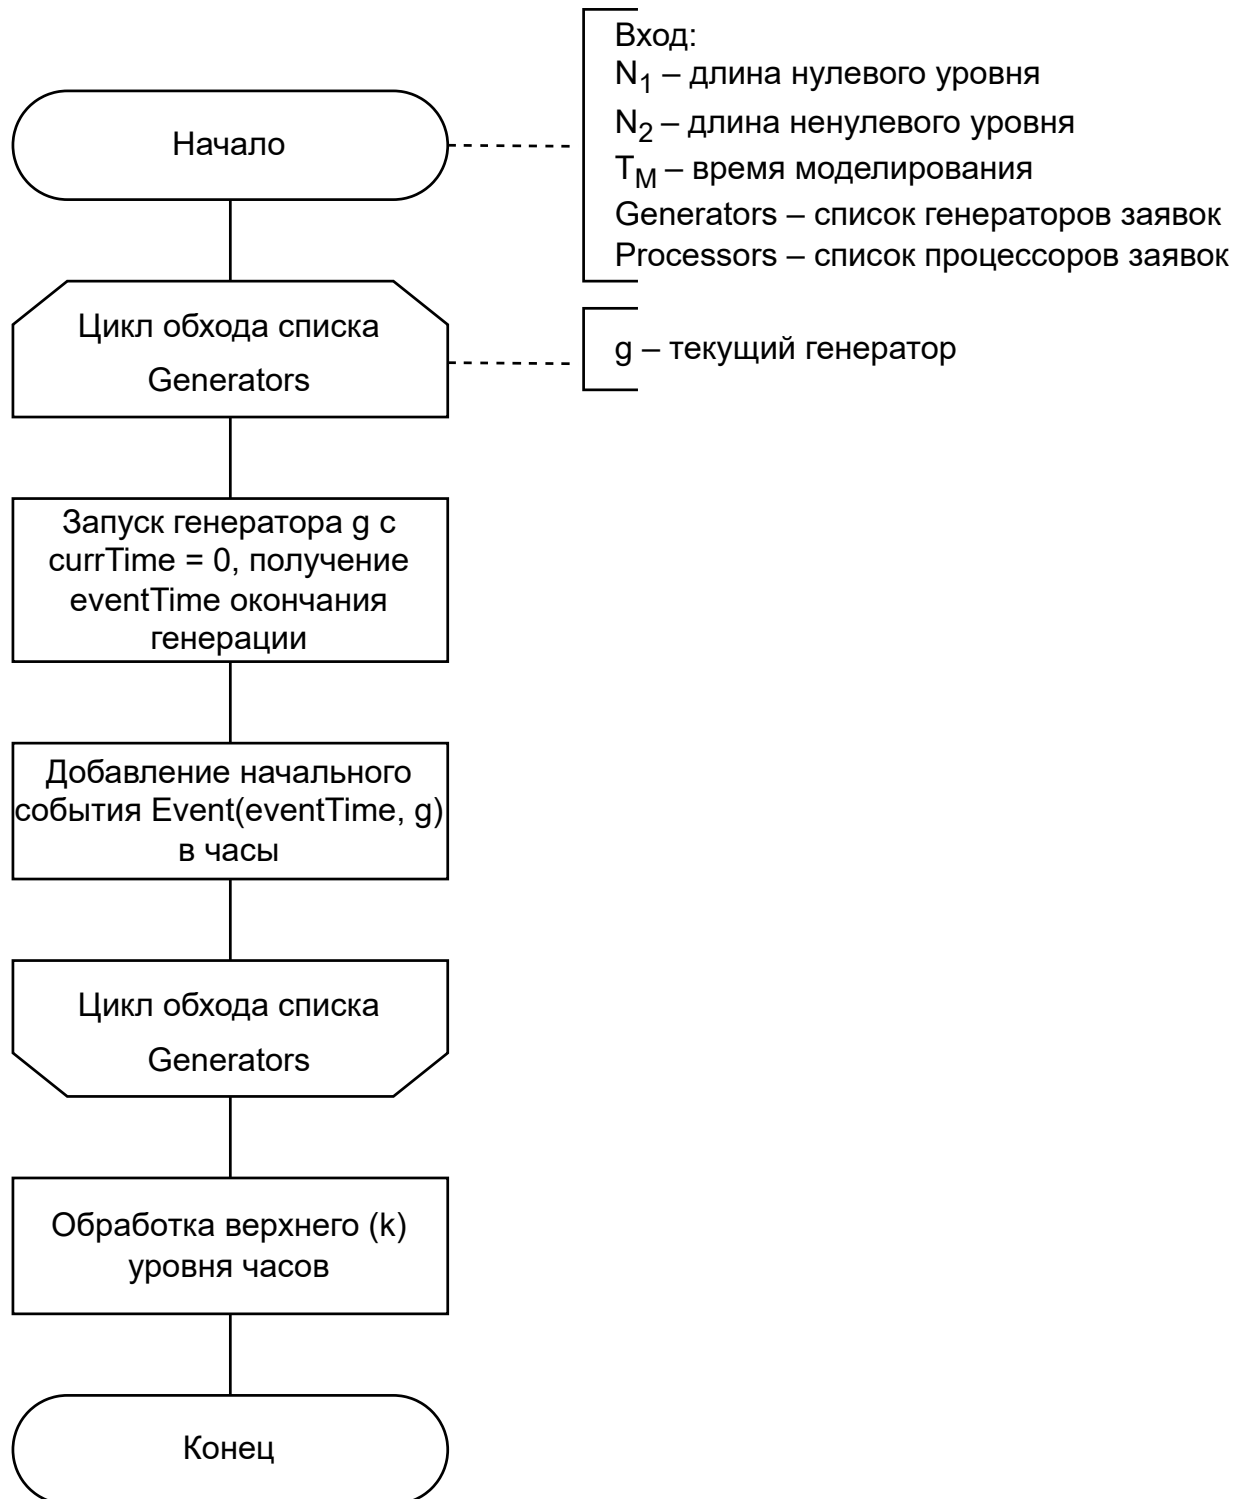 Вход:
N₁ – длина нулевого уровня
N₂ – длина ненулевого уровня
T_M – время моделирования
Generators – список генераторов заявок
Processors – список процессоров заявок
Начало
Цикл обхода списка
Generators
g – текущий генератор
Запуск генератора g с
currTime = 0, получение
eventTime окончания
генерации
Добавление начального
события Event(eventTime, g)
в часы
Цикл обхода списка
Generators
Обработка верхнего (k)
уровня часов
Конец